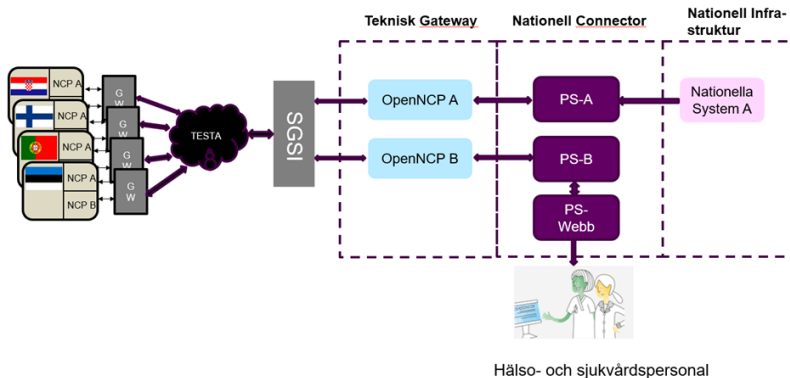 Teknisk Gateway
Nationell Connector
Nationell Infra-
struktur
NCP A
NCP A
NCP A
NCP A
NCP B
G
W
G
W
G
W
G
W
TESTA
SGSI
OpenNCP A
OpenNCP B
PS-A
PS-B
PS-
Webb
Nationella
System A
Hälso- och sjukvårdspersonal